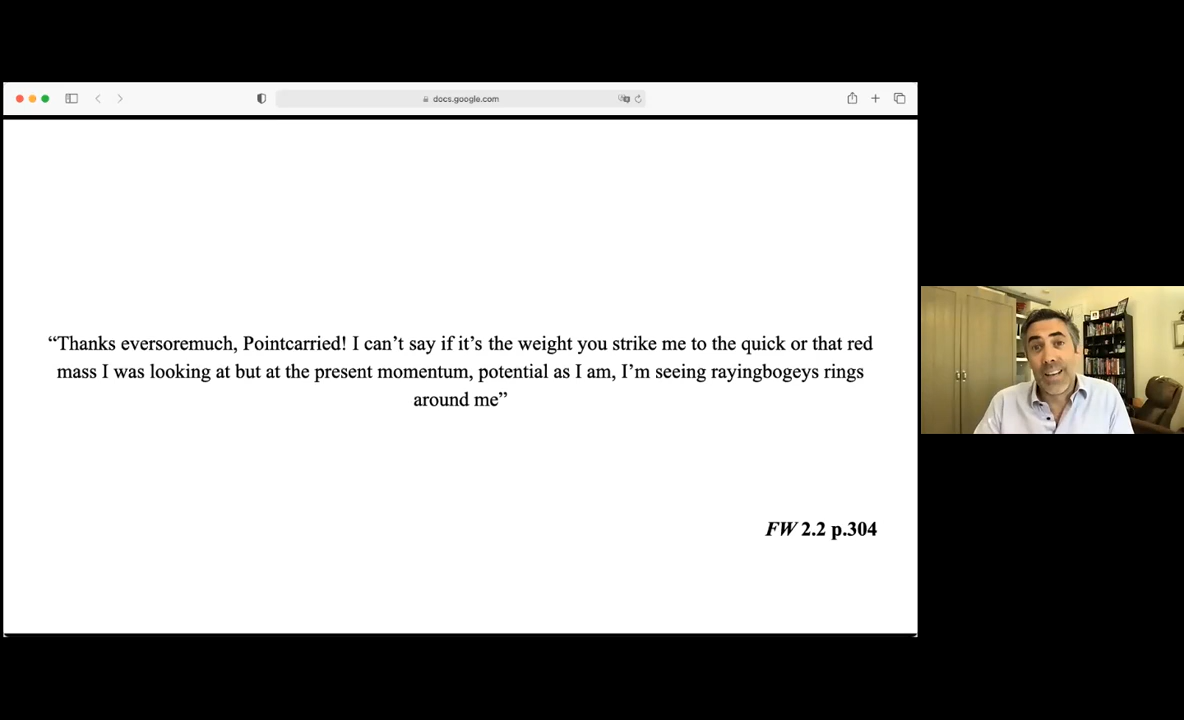 docs.google.com
“Thanks eversoremuch, Pointcarried! I can’t say if it’s the weight you strike me to the quick or that red
mass I was looking at but at the present momentum, potential as I am, I’m seeing rayingbogeys rings
around me”
FW 2.2 p.304